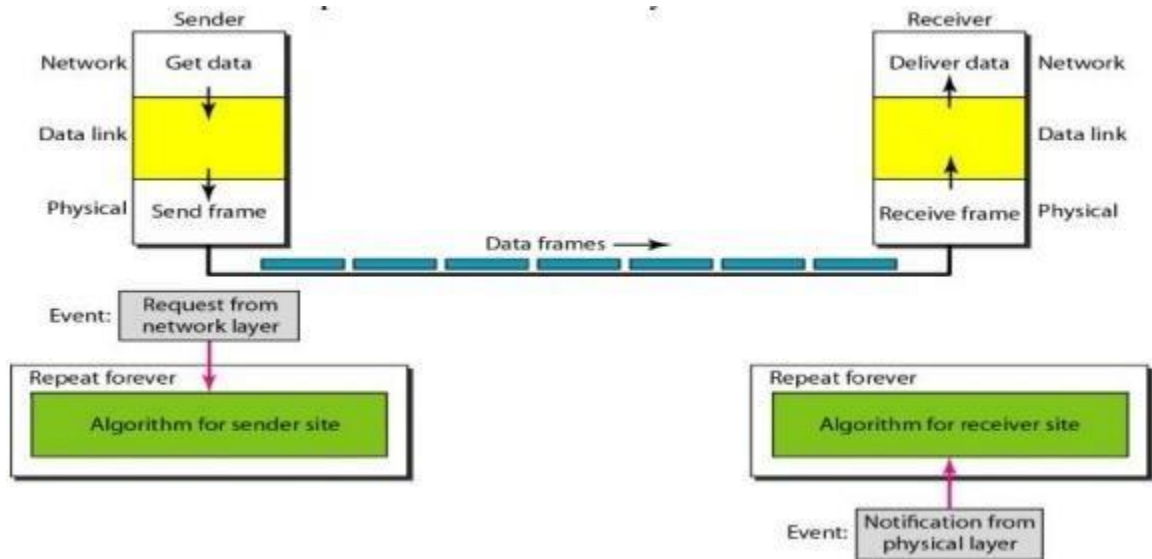 Sender
Receiver
Network
Get data
Deliver data
Network
Data link
Data link
Physical
Send frame
Receive frame
Physical
Data frames
Event:
Request from
network layer
Repeat forever
Algorithm for sender site
Repeat forever
Algorithm for receiver site
Event:
Notification from
physical layer